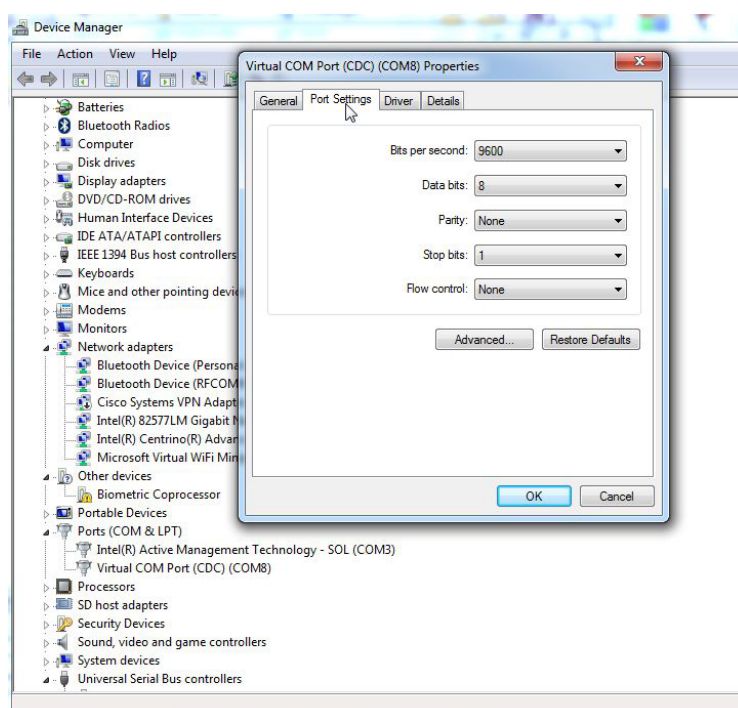 Device Manager
File Action View Help
Batteries
Bluetooth Radios
Computer
Disk drives
Display adapters
DVD/CD-ROM drives
Human Interface Devices
IDE ATA/ATAPI controllers
IEEE 1394 Bus host controllers
Keyboards
Mice and other pointing devic
Modems
Monitors
Network adapters
Bluetooth Device (Persona
Bluetooth Device (RFCOM
Cisco Systems VPN Adapt
Intel(R) 82577LM Gigabit N
Intel(R) Centrino(R) Advan
Microsoft Virtual WiFi Min
Other devices
Biometric Coprocessor
Portable Devices
Ports (COM & LPT)
Intel(R) Active Management Technology - SOL (COM3)
Virtual COM Port (CDC) (COM8)
Processors
SD host adapters
Security Devices
Sound, video and game controllers
System devices
Universal Serial Bus controllers
Virtual COM Port (CDC) (COM8) Properties
General Port Settings Driver Details
Bits per second: 9600
Data bits: 8
Parity: None
Stop bits: 1
Flow control: None
Advanced... Restore Defaults
OK Cancel